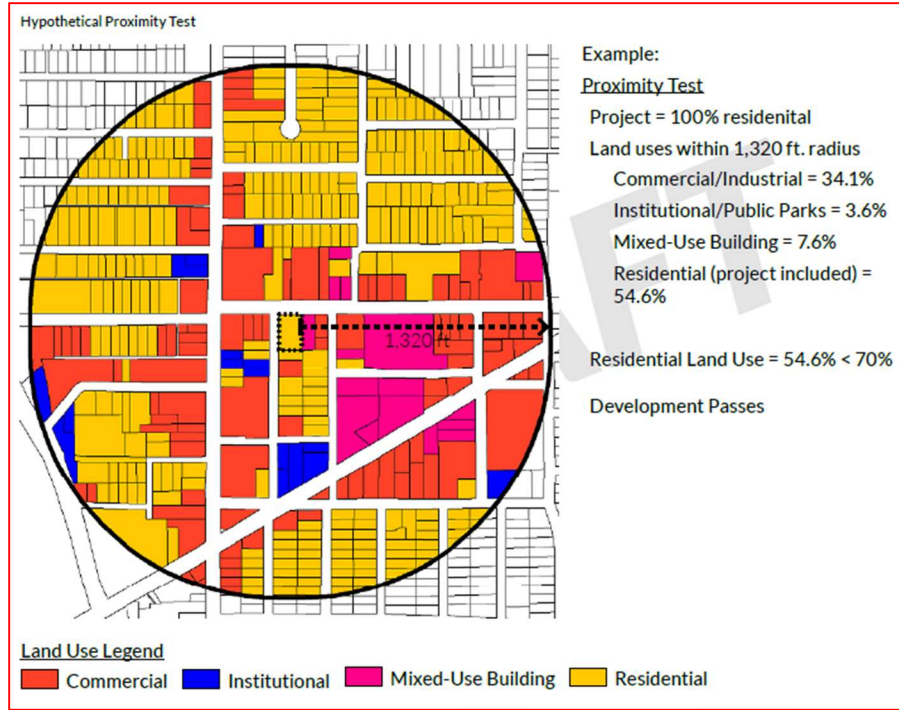 Hypothetical Proximity Test
Example:
Proximity Test
Project = 100% residenital
Land uses within 1,320 ft. radius
Commercial/Industrial = 34.1%
Institutional/Public Parks = 3.6%
Mixed-Use Building = 7.6%
Residential (project included) =
54.6%
1,320 ft
Residential Land Use = 54.6% < 70%
Development Passes
Land Use Legend
Commercial
Institutional
Mixed-Use Building
Residential